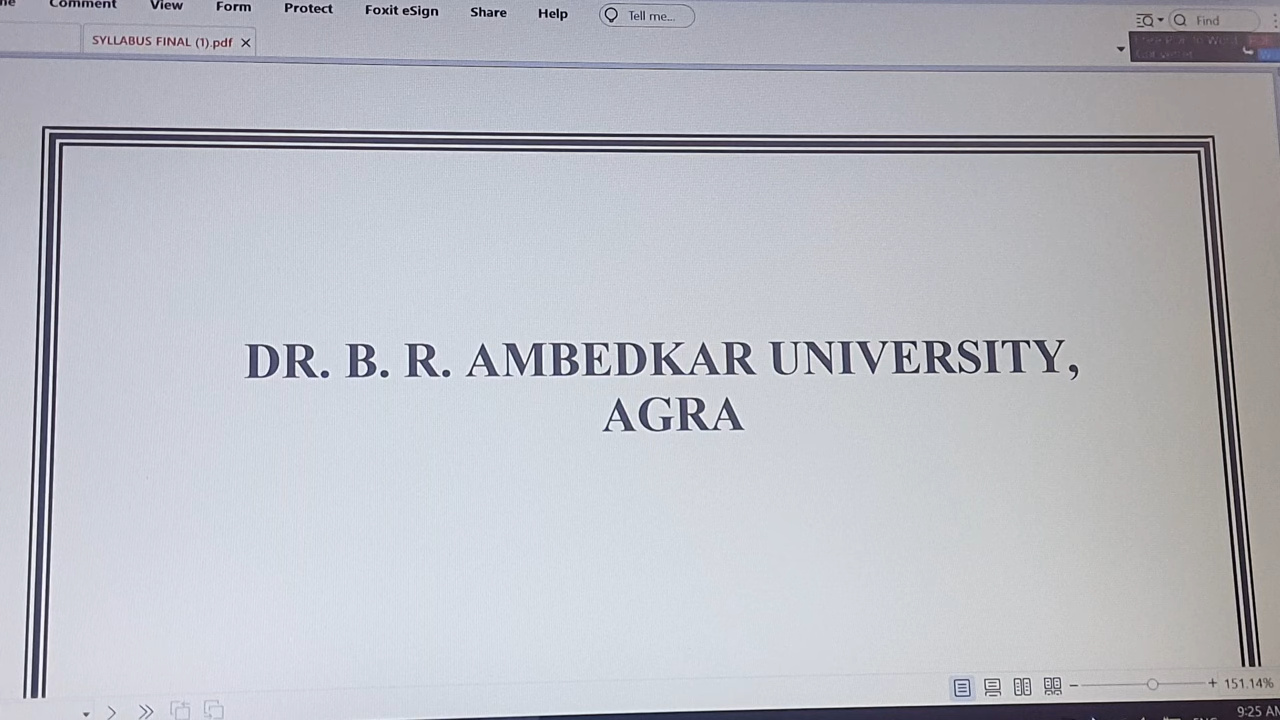 Comment View Form Protect Foxit eSign Share Help Tell me... Find
SYLLABUS FINAL (1).pdf
DR. B. R. AMBEDKAR UNIVERSITY,
AGRA
151.14%
9:25